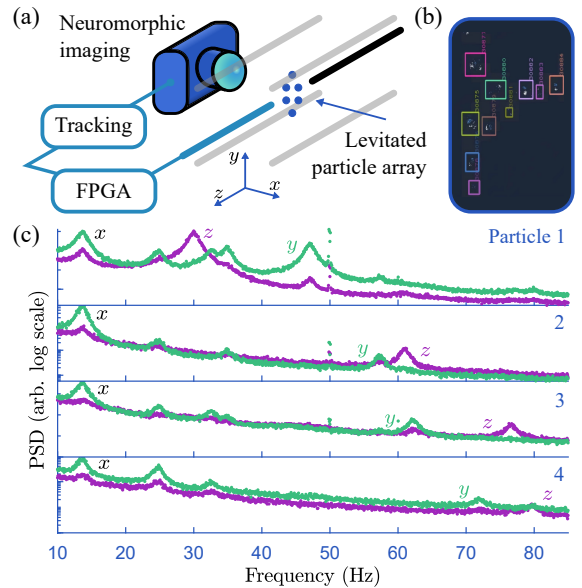 (a)
Neuromorphic
imaging
Tracking
FPGA
y
z
x
Levitated
particle array
(b)
(c)
Particle 1
x
z
y
2
x
y
z
3
x
y
z
4
x
y
z
PSD (arb. log scale)
10 20 30 40 50 60 70 80
Frequency (Hz)